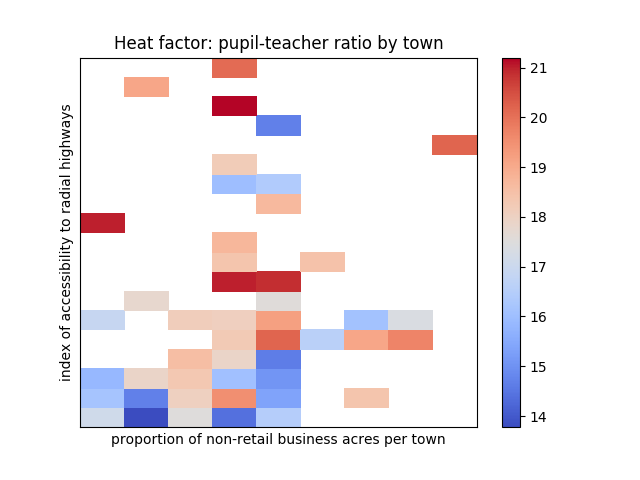 Heat factor: pupil-teacher ratio by town
index of accessibility to radial highways
proportion of non-retail business acres per town
21
20
19
18
17
16
15
14